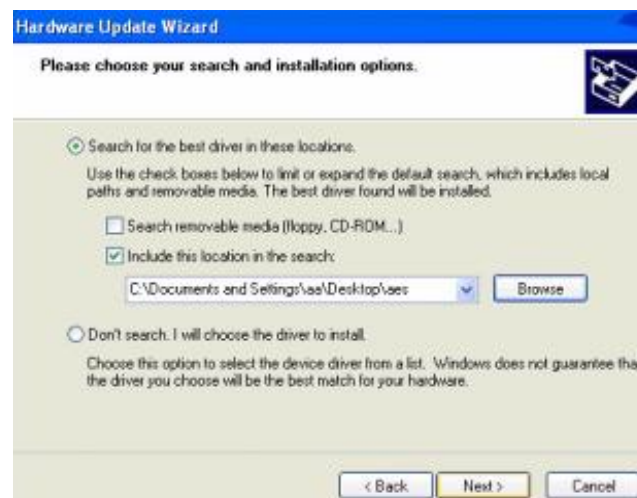 Hardware Update Wizard
Please choose your search and installation options.
Search for the best driver in these locations.
Use the check boxes below to limit or expand the default search, which includes local
paths and removable media. The best driver found will be installed.
Search removable media (floppy, CD-ROM...)
Include this location in the search:
C:\Documents and Settings\aa\Desktop\aes
Browse
Don't search. I will choose the driver to install.
Choose this option to select the device driver from a list. Windows does not guarantee tha
the driver you choose will be the best match for your hardware.
< Back
Next >
Cancel